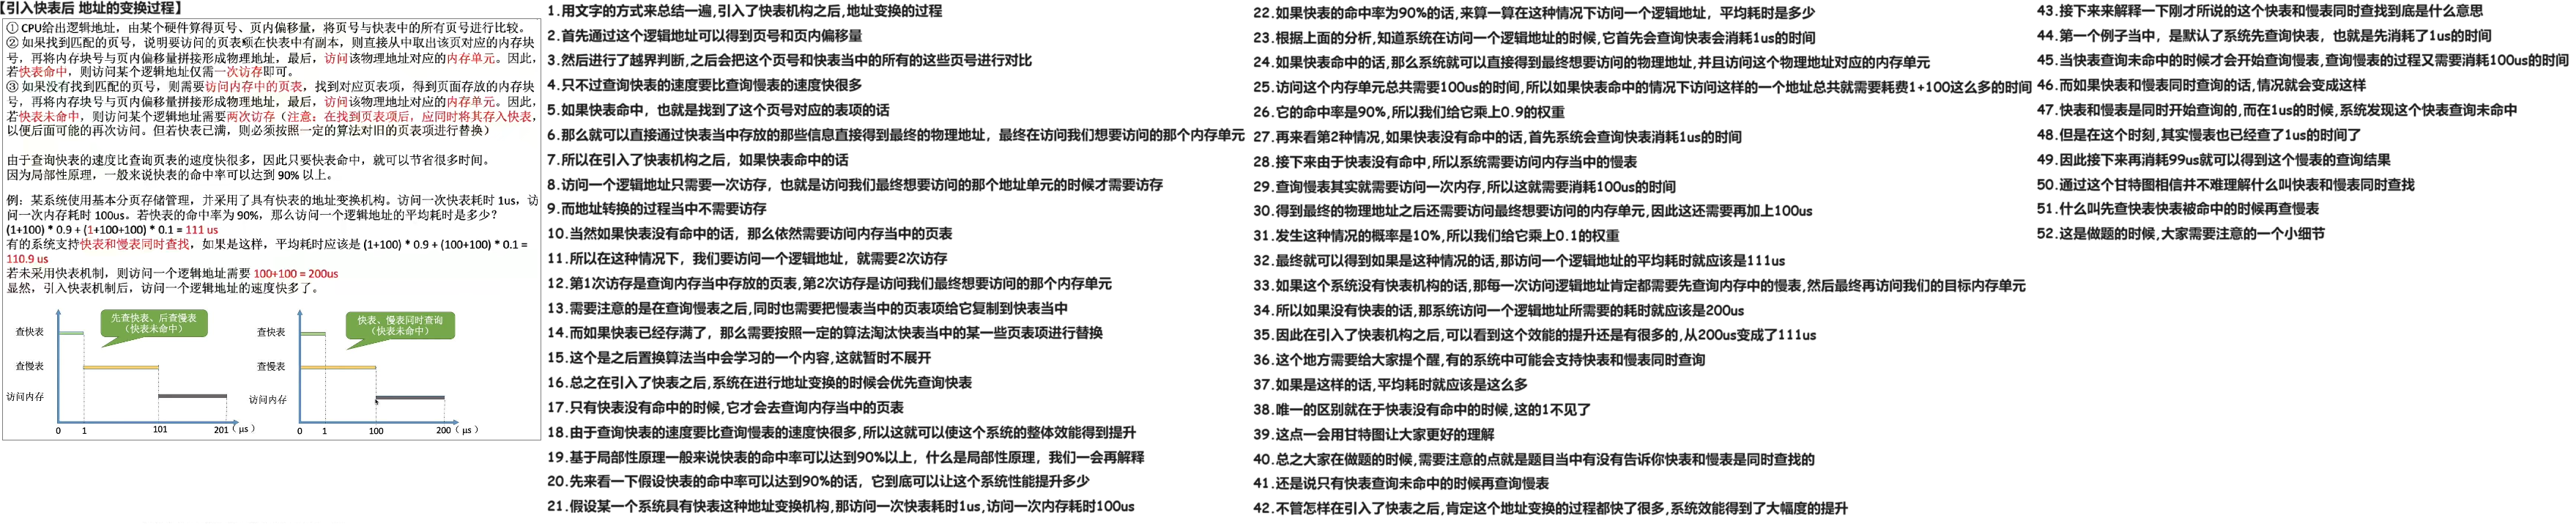 【引入快表后 地址的变换过程】
① CPU给出逻辑地址，由某个硬件算得页号、页内偏移量，将页号与快表中的所有页号进行比较。
② 如果找到匹配的页号，说明要访问的页表项在快表中有副本，则直接从中取出该页对应的内存块
号，再将内存块号与页内偏移量拼接形成物理地址，最后，访问该物理地址对应的内存单元。因此，
若快表命中，则访问某个逻辑地址仅需一次访存即可。
③ 如果没有找到匹配的页号，则需要访问内存中的页表，找到对应页表项，得到页面存放的内存块
号，再将内存块号与页内偏移量拼接形成物理地址，最后，访问该物理地址对应的内存单元。因此，
若快表未命中，则访问某个逻辑地址需要两次访存（注意：在找到页表项后，应同时将其存入快表，
以便后面可能的再次访问。但若快表已满，则必须按照一定的算法对旧的页表项进行替换）
由于查询快表的速度比查询页表的速度快很多，因此只要快表命中，就可以节省很多时间。
因为局部性原理，一般来说快表的命中率可以达到 90% 以上。
例：某系统使用基本分页存储管理，并采用了具有快表的地址变换机构。访问一次快表耗时 1us，访
问一次内存耗时 100us。若快表的命中率为 90%，那么访问一个逻辑地址的平均耗时是多少？
(1+100) * 0.9 + (1+100+100) * 0.1 = 111 us
有的系统支持快表和慢表同时查找，如果是这样，平均耗时应该是 (1+100) * 0.9 + (100+100) * 0.1 =
110.9 us
若未采用快表机制，则访问一个逻辑地址需要 100+100 = 200us
显然，引入快表机制后，访问一个逻辑地址的速度快多了。
先查快表、后查慢表
（快表未命中）
查快表
查慢表
访问内存
0 1 101 201（μs）
快表、慢表同时查询
（快表未命中）
查快表
查慢表
访问内存
0 1 100 200（μs）
1.用文字的方式来总结一遍,引入了快表机构之后,地址变换的过程
2.首先通过这个逻辑地址可以得到页号和页内偏移量
3.然后进行了越界判断,之后会把这个页号和快表当中的所有的这些页号进行对比
4.只不过查询快表的速度要比查询慢表的速度快很多
5.如果快表命中，也就是找到了这个页号对应的表项的话
6.那么就可以直接通过快表当中存放的那些信息直接得到最终的物理地址，最终在访问我们想要访问的那个内存单元
7.所以在引入了快表机构之后，如果快表命中的话
8.访问一个逻辑地址只需要一次访存，也就是访问我们最终想要访问的那个地址单元的时候才需要访存
9.而地址转换的过程当中不需要访存
10.当然如果快表没有命中的话，那么依然需要访问内存当中的页表
11.所以在这种情况下，我们要访问一个逻辑地址，就需要2次访存
12.第1次访存是查询内存当中存放的页表,第2次访存是访问我们最终想要访问的那个内存单元
13.需要注意的是在查询慢表之后,同时也需要把慢表当中的页表项给它复制到快表当中
14.而如果快表已经存满了，那么需要按照一定的算法淘汰快表当中的某一些页表项进行替换
15.这个是之后置换算法当中会学习的一个内容,这就暂时不展开
16.总之在引入了快表之后,系统在进行地址变换的时候会优先查询快表
17.只有快表没有命中的时候,它才会去查询内存当中的页表
18.由于查询快表的速度要比查询慢表的速度快很多,所以这就可以使这个系统的整体效能得到提升
19.基于局部性原理一般来说快表的命中率可以达到90%以上，什么是局部性原理，我们一会再解释
20.先来看一下假设快表的命中率可以达到90%的话，它到底可以让这个系统性能提升多少
21.假设某一个系统具有快表这种地址变换机构,那访问一次快表耗时1us,访问一次内存耗时100us
22.如果快表的命中率为90%的话,来算一算在这种情况下访问一个逻辑地址，平均耗时是多少
23.根据上面的分析,知道系统在访问一个逻辑地址的时候,它首先会查询快表会消耗1us的时间
24.如果快表命中的话,那么系统就可以直接得到最终想要访问的物理地址,并且访问这个物理地址对应的内存单元
25.访问这个内存单元总共需要100us的时间,所以如果快表命中的情况下访问这样的一个地址总共就需要耗费1+100这么多的时间
26.它的命中率是90%,所以我们给它乘上0.9的权重
27.再来看第2种情况,如果快表没有命中的话,首先系统会查询快表消耗1us的时间
28.接下来由于快表没有命中,所以系统需要访问内存当中的慢表
29.查询慢表其实就需要访问一次内存,所以这就需要消耗100us的时间
30.得到最终的物理地址之后还需要访问最终想要访问的内存单元,因此这还需要再加上100us
31.发生这种情况的概率是10%,所以我们给它乘上0.1的权重
32.最终就可以得到如果是这种情况的话,那访问一个逻辑地址的平均耗时就应该是111us
33.如果这个系统没有快表机构的话,那每一次访问逻辑地址肯定都需要先查询内存中的慢表,然后最终再访问我们的目标内存单元
34.所以如果没有快表的话,那系统访问一个逻辑地址所需要的耗时就应该是200us
35.因此在引入了快表机构之后,可以看到这个效能的提升还是有很多的,从200us变成了111us
36.这个地方需要给大家提个醒,有的系统中可能会支持快表和慢表同时查询
37.如果是这样的话,平均耗时就应该是这么多
38.唯一的区别就在于快表没有命中的时候,这的1不见了
39.这点一会用甘特图让大家更好的理解
40.总之大家在做题的时候,需要注意的点就是题目当中有没有告诉你快表和慢表是同时查找的
41.还是说只有快表查询未命中的时候再查询慢表
42.不管怎样在引入了快表之后,肯定这个地址变换的过程都快了很多,系统效能得到了大幅度的提升
43.接下来来解释一下刚才所说的这个快表和慢表同时查找到底是什么意思
44.第一个例子当中，是默认了系统先查询快表，也就是先消耗了1us的时间
45.当快表查询未命中的时候才会开始查询慢表,查询慢表的过程又需要消耗100us的时间
46.而如果快表和慢表同时查询的话,情况就会变成这样
47.快表和慢表是同时开始查询的,而在1us的时候,系统发现这个快表查询未命中
48.但是在这个时刻,其实慢表也已经查了1us的时间了
49.因此接下来再消耗99us就可以得到这个慢表的查询结果
50.通过这个甘特图相信并不难理解什么叫快表和慢表同时查找
51.什么叫先查快表快表被命中的时候再查慢表
52.这是做题的时候,大家需要注意的一个小细节